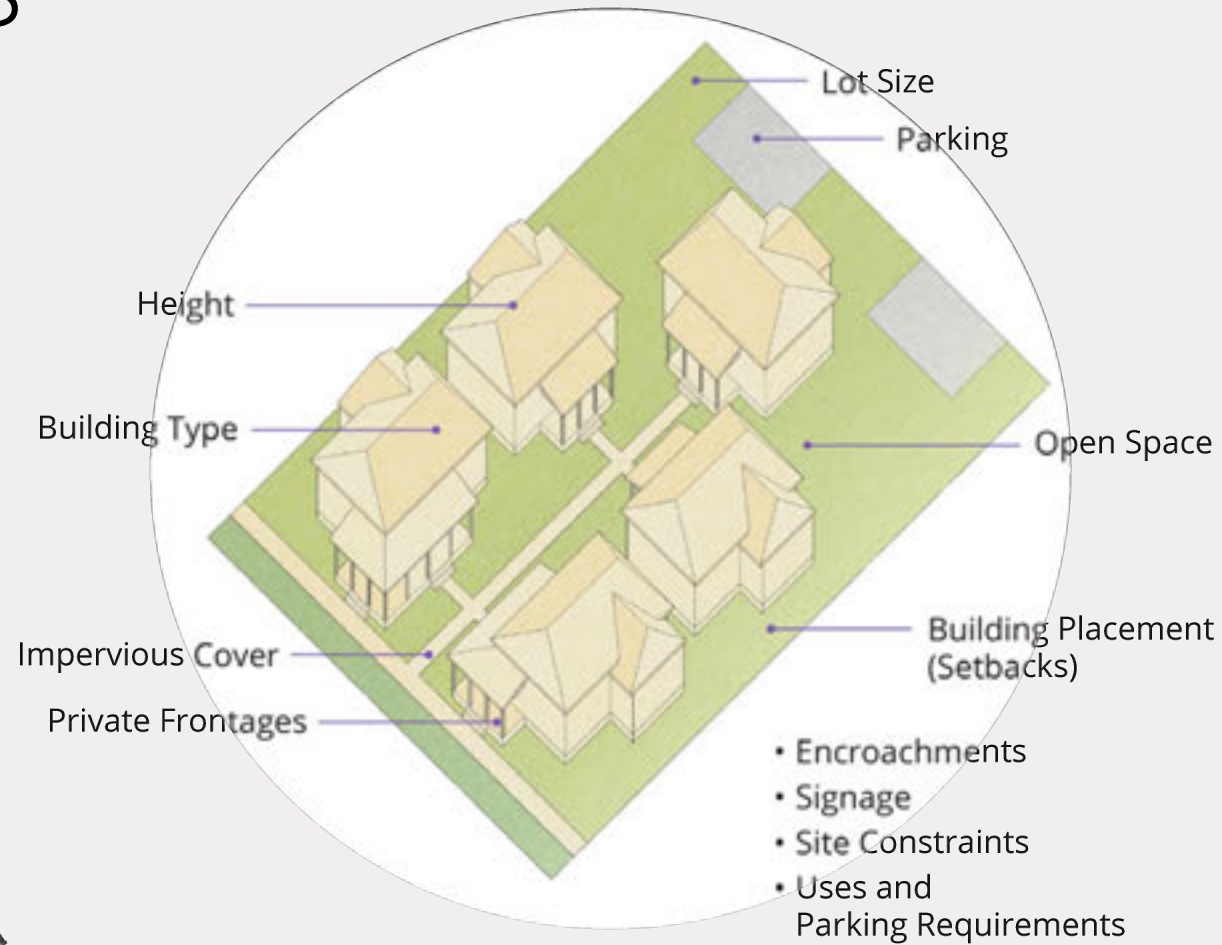 Lot Size
Parking
Height
Building Type
Open Space
Impervious Cover
Building Placement
(Setbacks)
Private Frontages
• Encroachments
• Signage
• Site Constraints
• Uses and
Parking Requirements